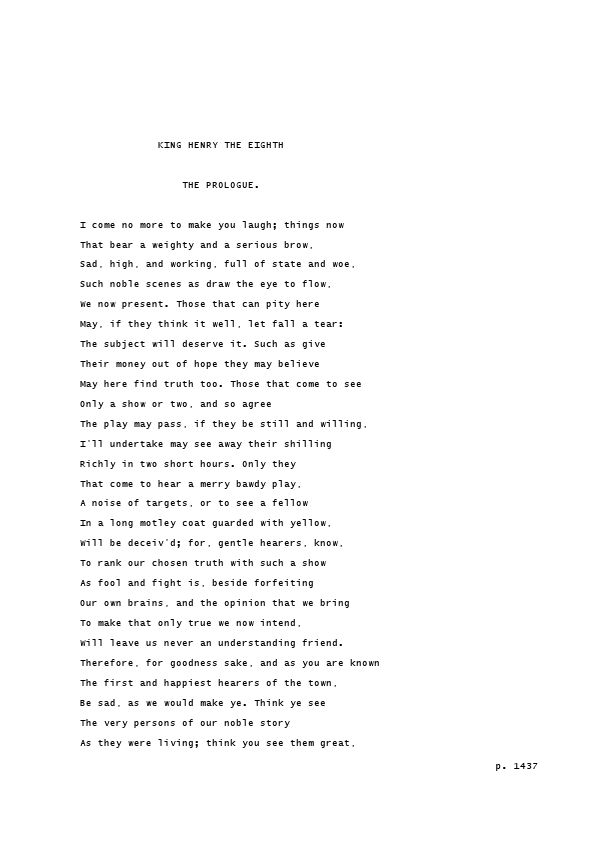 KING HENRY THE EIGHTH
THE PROLOGUE.
I come no more to make you laugh; things now
That bear a weighty and a serious brow,
Sad, high, and working, full of state and woe,
Such noble scenes as draw the eye to flow,
We now present. Those that can pity here
May, if they think it well, let fall a tear:
The subject will deserve it. Such as give
Their money out of hope they may believe
May here find truth too. Those that come to see
Only a show or two, and so agree
The play may pass, if they be still and willing,
I'll undertake may see away their shilling
Richly in two short hours. Only they
That come to hear a merry bawdy play,
A noise of targets, or to see a fellow
In a long motley coat guarded with yellow,
Will be deceiv'd; for, gentle hearers, know,
To rank our chosen truth with such a show
As fool and fight is, beside forfeiting
Our own brains, and the opinion that we bring
To make that only true we now intend,
Will leave us never an understanding friend.
Therefore, for goodness sake, and as you are known
The first and happiest hearers of the town,
Be sad, as we would make ye. Think ye see
The very persons of our noble story
As they were living; think you see them great,
p. 1437